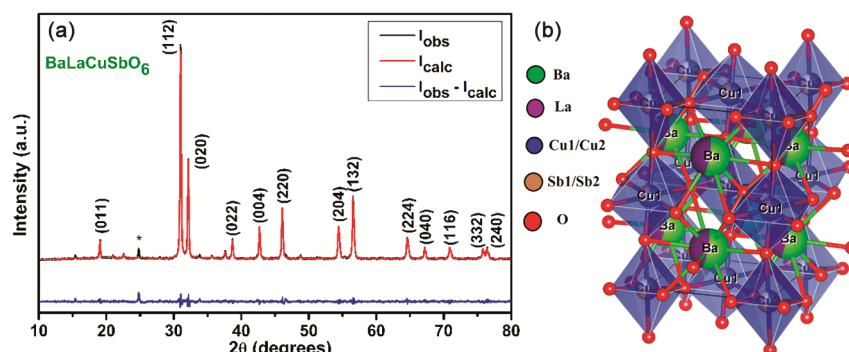 (a)
BaLaCuSbO6
Iobs
Icalc
Iobs - Icalc
Intensity (a.u.)
(011)
*
(112)
(020)
(022)
(004)
(220)
(204)
(132)
(224)
(040)
(116)
(332)
(240)
10 20 30 40 50 60 70 80
2θ (degrees)
(b)
Ba
La
Cu1/Cu2
Sb1/Sb2
O
Cu1
Ba
Ba
Ba
Cu1
Cu1
Cu1
Ba
Ba
Ba
Cu1